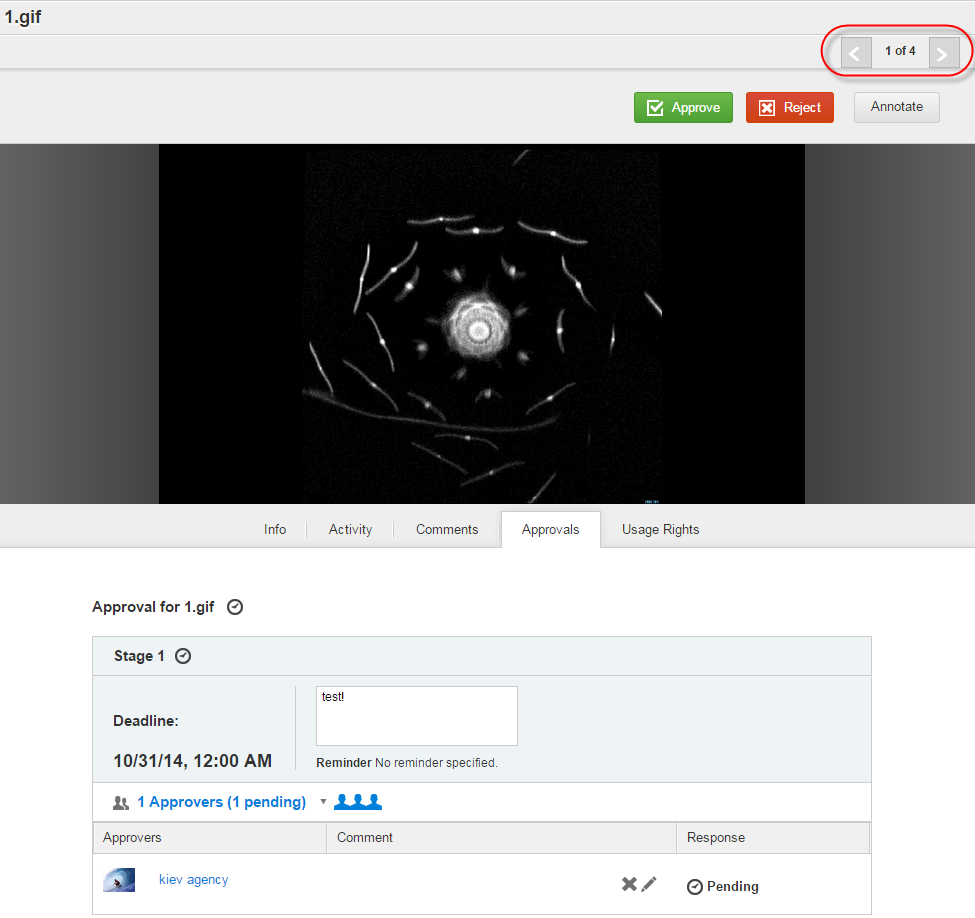 1.gif
1 of 4
Approve Reject Annotate
Info Activity Comments Approvals Usage Rights
Approval for 1.gif
Stage 1
test!
Deadline:
10/31/14, 12:00 AM
Reminder No reminder specified.
1 Approvers (1 pending)
Approvers Comment Response
kiev agency Pending